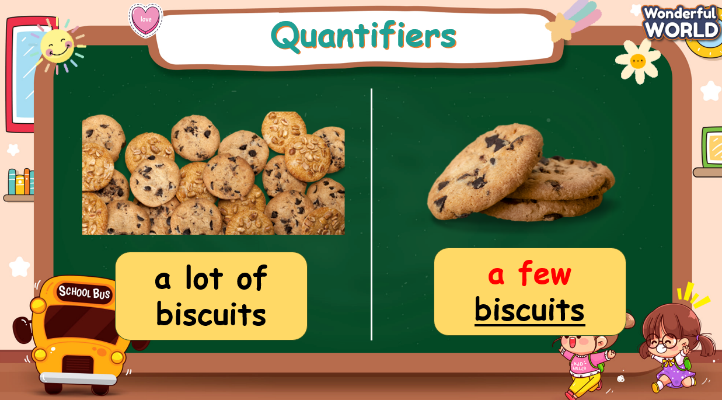 love
Quantifiers
Wonderful
WORLD
a lot of
biscuits
a few
biscuits
SCHOOL BUS